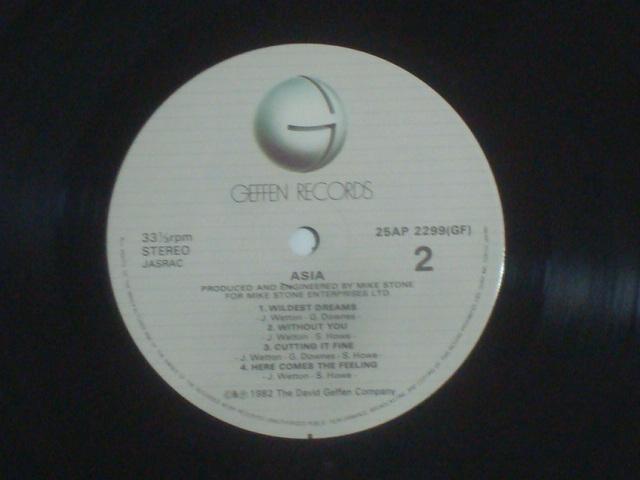 GEFFEN RECORDS
33⅓rpm
STEREO
JASRAC
25AP 2299(GF)
2
ASIA
PRODUCED AND ENGINEERED BY MIKE STONE
FOR MIKE STONE ENTERPRISES LTD
1. WILDEST DREAMS
- J. Wetton - G. Downes -
2. WITHOUT YOU
- J. Wetton - S. Howe -
3. CUTTING IT FINE
- J. Wetton - G. Downes - S. Howe -
4. HERE COMES THE FEELING
- J. Wetton - S. Howe -
©&℗ 1982 The David Geffen Company